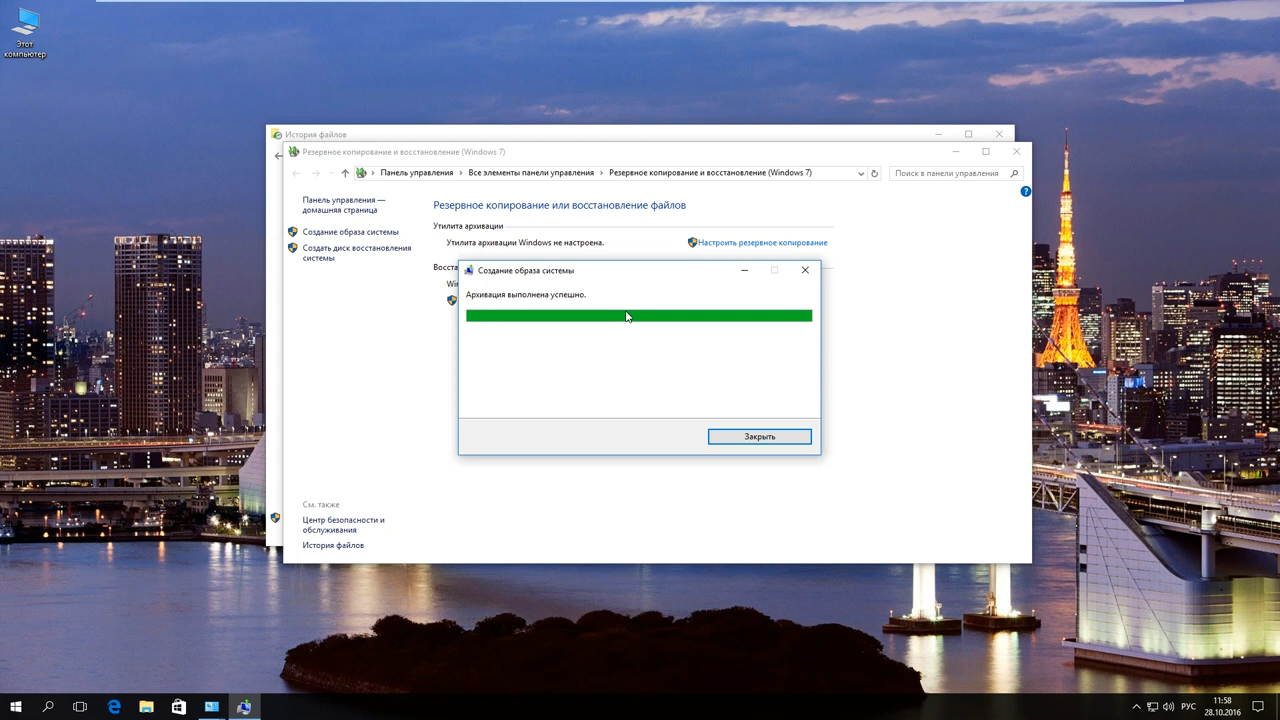 Этот
компьютер
История файлов
Резервное копирование и восстановление (Windows 7)
Панель управления
Все элементы панели управления
Резервное копирование и восстановление (Windows 7)
Поиск в панели управления
Панель управления —
домашняя страница
Создание образа системы
Создать диск восстановления
системы
Резервное копирование или восстановление файлов
Утилита архивации
Утилита архивации Windows не настроена.
Настроить резервное копирование
Создание образа системы
Архивация выполнена успешно.
Закрыть
См. также
Центр безопасности и
обслуживания
История файлов
РУС
11:58
28.10.2016